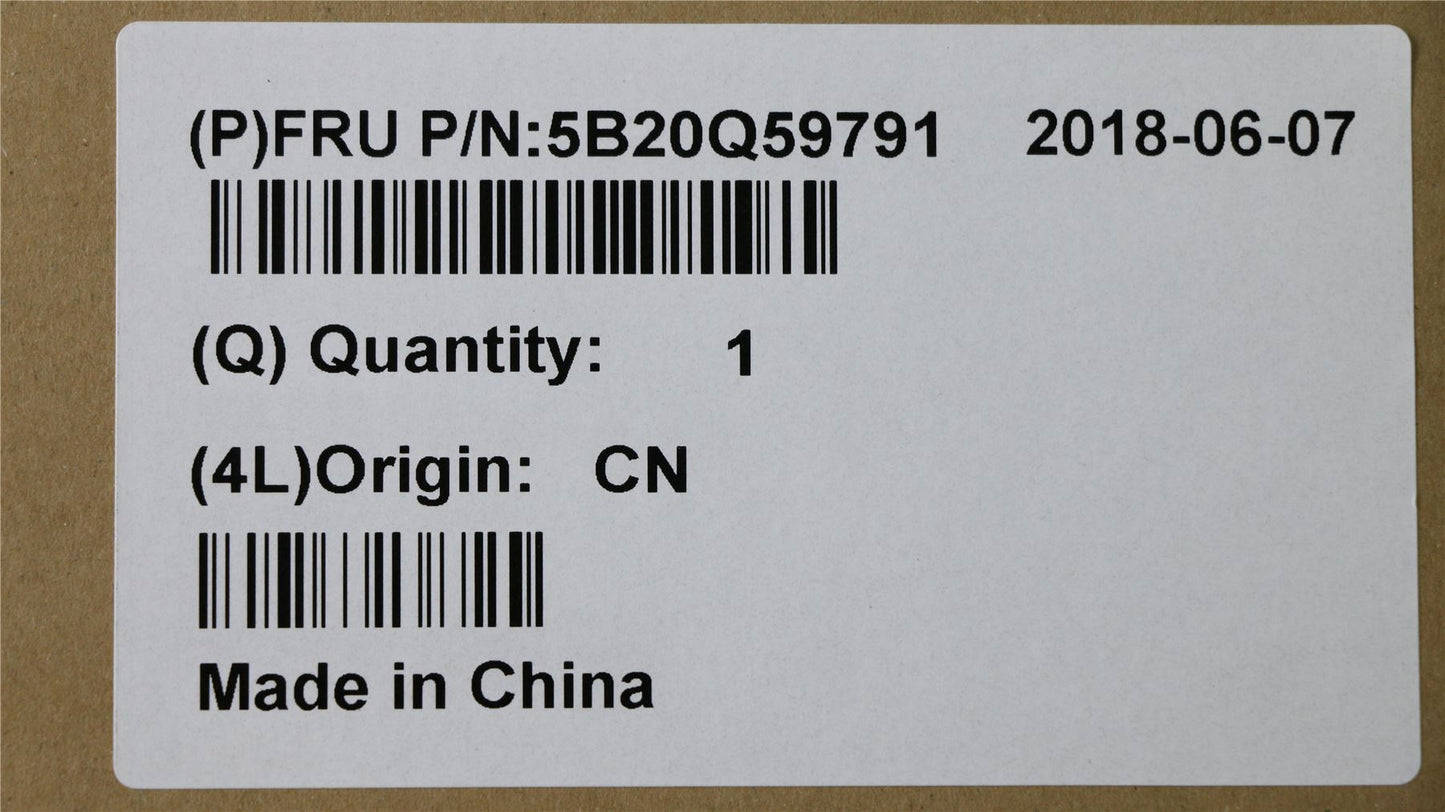 (P)FRU P/N:5B20Q59791 2018-06-07
(Q) Quantity: 1
(4L)Origin: CN
Made in China